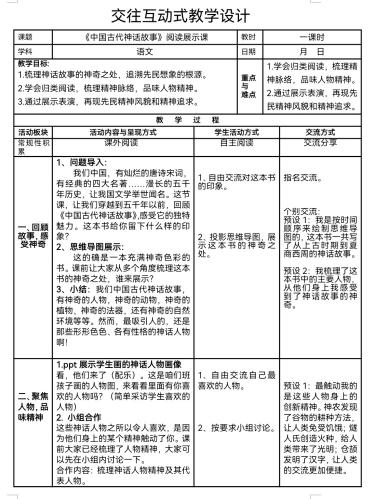 交往互动式教学设计
课题
《中国古代神话故事》阅读展示课
教时
一课时
学科
语文
日期
月 日
教学目标：
1.梳理神话故事的神奇之处，追溯先民想象的根源。
2.学会归类阅读，梳理精神脉络，品味人物精神。
3.通过展示表演，再现先民精神风貌和精神追求。
重点
与
难点
1.学会归类阅读，梳理精
神脉络，品味人物精神。
2.通过展示表演，再现先
民精神风貌和精神追求。
教 学 过 程
活动板块
活动内容与呈现方式
学生活动方式
交流方式
常规性积
累
课外阅读
自主阅读
交流分享
一、回顾
故事，感
受神奇
1、问题导入：
我们中国，有灿烂的唐诗宋词，
有经典的四大名著……漫长的五千
年历史，让我国文学举世闻名。这节
课，让我们穿越到五千年以前，回顾
《中国古代神话故事》，感受它的独特
魅力。这本书给你留下什么样的印
象？
2、思维导图展示：
这的确是一本充满神奇色彩的
书。课前让大家从多个角度梳理这本
书的神奇之处，谁来展示？
3、小结：我们中国古代神话故事，
有神奇的人物，神奇的动物，神奇的
植物，神奇的法器，还有神奇的自然
环境等等。然而，最吸引人的，还是
那些形形色色、各有性格的神话人物
啊！
1、自由交流对这本书
的印象。
2、投影思维导图，展
示这本书的神奇之
处。
指名交流。
个别交流：
预设 1：我是按时间
顺序来绘制思维导
图的，这本书一共写
了从上古时期到夏
商西周的神话故事。
预设 2：我梳理了这
本书中的主要人物，
从他们身上我感受
到了神话故事的神
奇。
二、聚焦
人物，品
味精神
1.ppt 展示学生画的神话人物画像
看，他们来了（配乐）。这是咱们班
孩子画的人物图，来看看里面有你喜
欢的人物吗？（简单采访学生喜欢的
人物）
2．小组合作
这些神话人物之所以令人喜欢，是因
为他们身上的某个精神触动了你。课
前大家已经梳理了人物精神，大家可
以先在小组内讨论一下。
合作内容：梳理神话人物精神及其代
表人物。
1、自由交流自己最
喜欢的人物。
2、按要求小组讨论。
预设 1：最触动我的
是这些人物身上的
创新精神。神农发现
了谷物的耕种方法，
让人类免受饥饿；燧
人氏创造火种，给人
类带来了光明；仓颉
发明了汉字，让人类
的交流更加便捷。